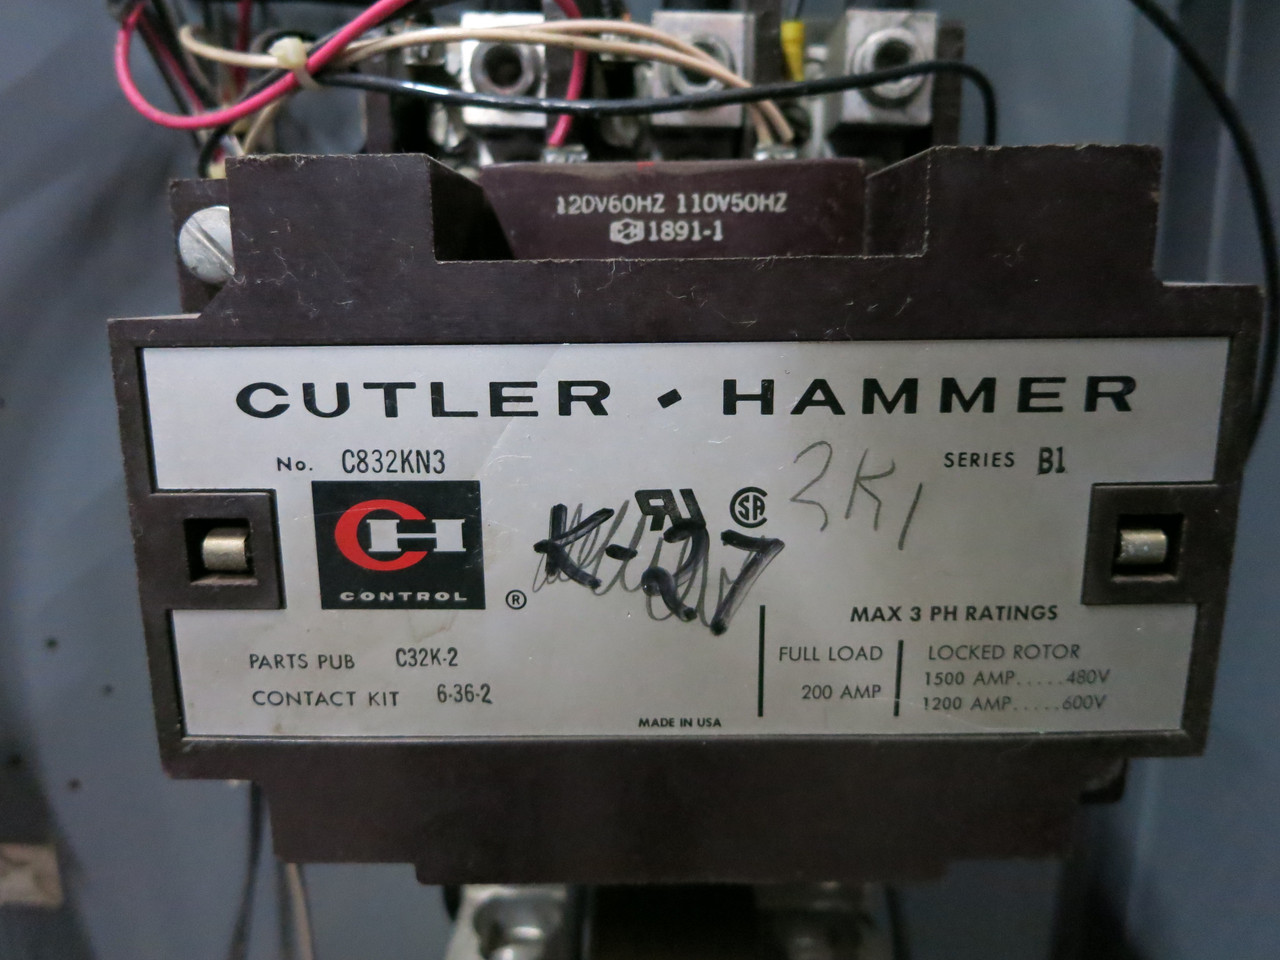 120V60HZ 110V50HZ
1891-1
CUTLER·HAMMER
No. C832KN3
SERIES B1
CH
CONTROL
®
K-27
2K1
MAX 3 PH RATINGS
FULL LOAD
200 AMP
LOCKED ROTOR
1500 AMP.....480V
1200 AMP.....600V
PARTS PUB C32K-2
CONTACT KIT 6-36-2
MADE IN USA